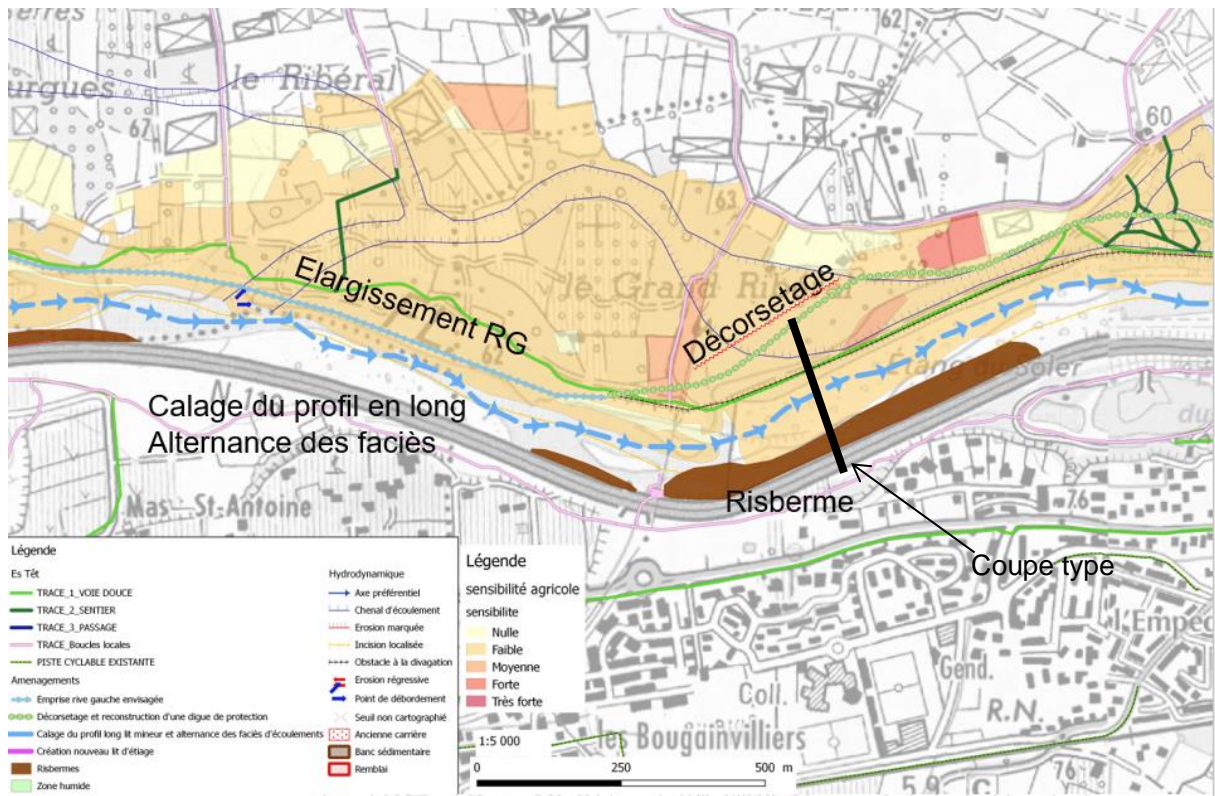 le Ribéral
62
67
60
63
Elargissement RG
le Grand Ribéral
Décorsetage
62
Etang du Soler
Calage du profil en long
Alternance des faciès
Mas St-Antoine
Risberme
76
Coupe type
Légende
Es Têt
TRACE_1_VOIE DOUCE
TRACE_2_SENTIER
TRACE_3_PASSAGE
TRACE_Boucles locales
PISTE CYCLABLE EXISTANTE
Amenagements
Emprise rive gauche envisagée
Décorsetage et reconstruction d'une digue de protection
Calage du profil long lit mineur et alternance des faciès d'écoulements
Création nouveau lit d'étiage
Risbermes
Zone humide
Hydrodynamique
Axe préférentiel
Chenal d'écoulement
Erosion marquée
Incision localisée
Obstacle à la divagation
Erosion régressive
Point de débordement
Seuil non cartographié
Ancienne carrière
Banc sédimentaire
Remblai
Légende
sensibilité agricole
sensibilite
Nulle
Faible
Moyenne
Forte
Très forte
1:5 000
0 250 500 m
Gend.
Coll.
les Bougainvilliers
R.N.
5.9
C
76